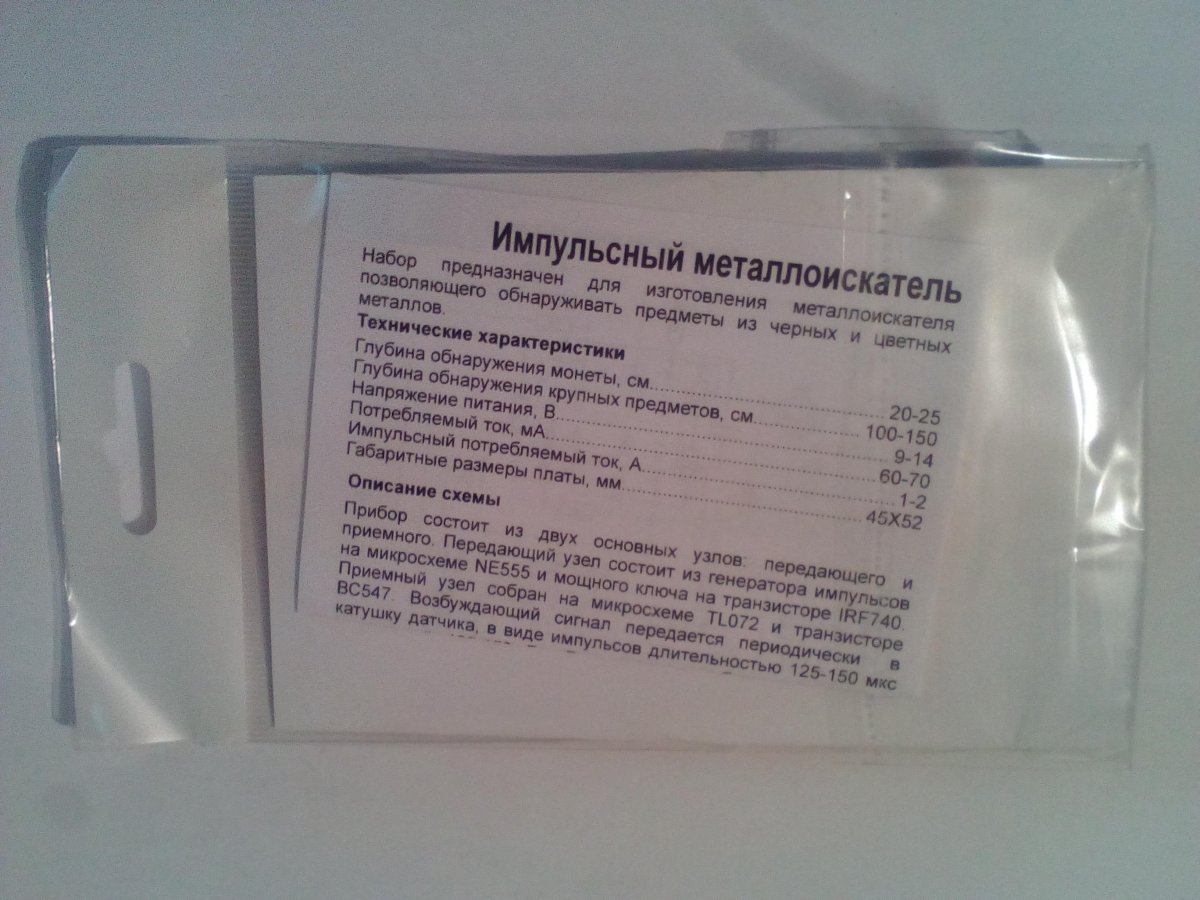 Импульсный металлоискатель
Набор предназначен для изготовления металлоискателя
позволяющего обнаруживать предметы из черных и цветных
металлов.
Технические характеристики
Глубина обнаружения монеты, см........................................20-25
Глубина обнаружения крупных предметов, см..................100-150
Напряжение питания, В..........................................................9-14
Потребляемый ток, мА.........................................................60-70
Импульсный потребляемый ток, А............................................1-2
Габаритные размеры платы, мм.........................................45Х52
Описание схемы
Прибор состоит из двух основных узлов: передающего и
приемного. Передающий узел состоит из генератора импульсов
на микросхеме NE555 и мощного ключа на транзисторе IRF740.
Приемный узел собран на микросхеме TL072 и транзисторе
BC547. Возбуждающий сигнал передается периодически в
катушку датчика, в виде импульсов длительностью 125-150 мкс